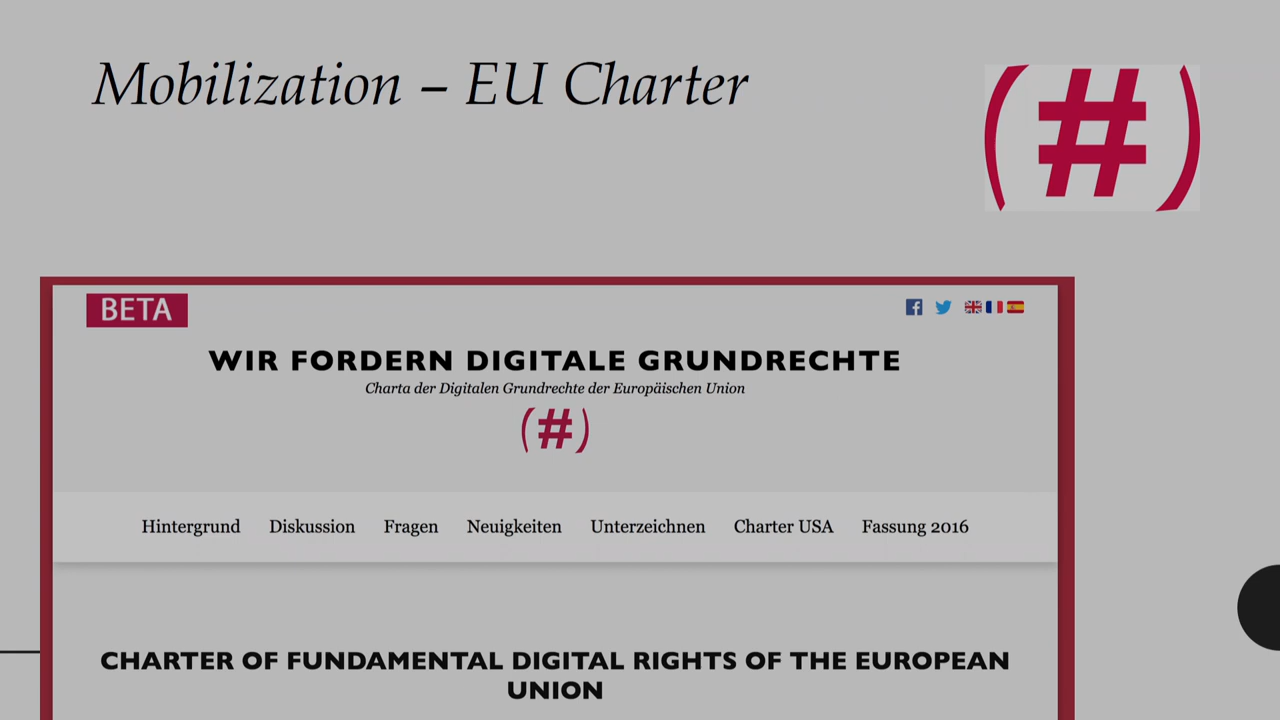 Mobilization – EU Charter
(#)
BETA
WIR FORDERN DIGITALE GRUNDRECHTE
Charta der Digitalen Grundrechte der Europäischen Union
(#)
Hintergrund Diskussion Fragen Neuigkeiten Unterzeichnen Charter USA Fassung 2016
CHARTER OF FUNDAMENTAL DIGITAL RIGHTS OF THE EUROPEAN
UNION